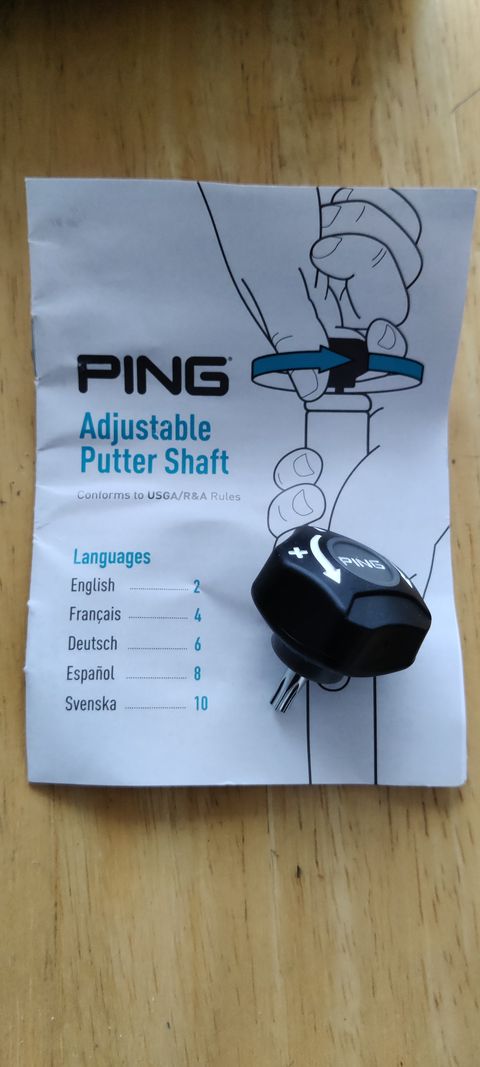 PING
Adjustable
Putter Shaft
Conforms to USGA/R&A Rules
Languages
English 2
Français 4
Deutsch 6
Español 8
Svenska 10
+
PING